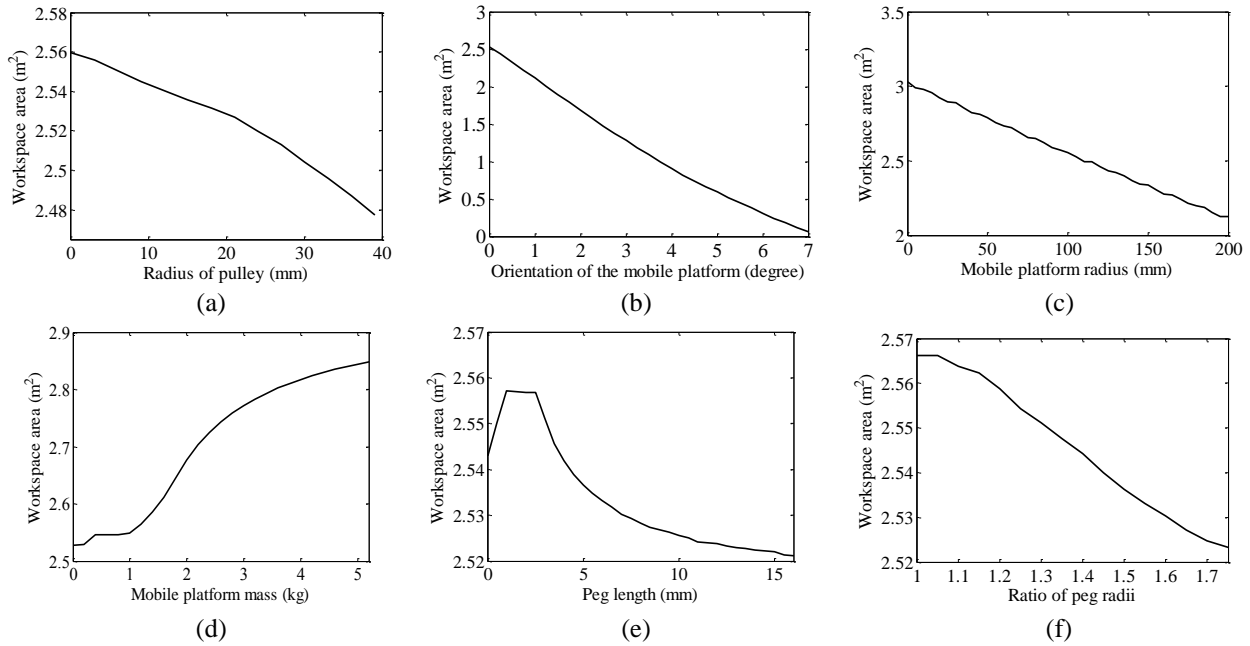 2.58
2.56
2.54
2.52
2.5
2.48
0 10 20 30 40
Workspace area (m²)
Radius of pulley (mm)
(a)
3
2.5
2
1.5
1
0.5
0
0 1 2 3 4 5 6 7
Workspace area (m²)
Orientation of the mobile platform (degree)
(b)
3.5
3
2.5
2
0 50 100 150 200
Workspace area (m²)
Mobile platform radius (mm)
(c)
2.9
2.8
2.7
2.6
2.5
0 1 2 3 4 5
Workspace area (m²)
Mobile platform mass (kg)
(d)
2.57
2.56
2.55
2.54
2.53
2.52
0 5 10 15
Workspace area (m²)
Peg length (mm)
(e)
2.57
2.56
2.55
2.54
2.53
2.52
1 1.1 1.2 1.3 1.4 1.5 1.6 1.7
Workspace area (m²)
Ratio of peg radii
(f)